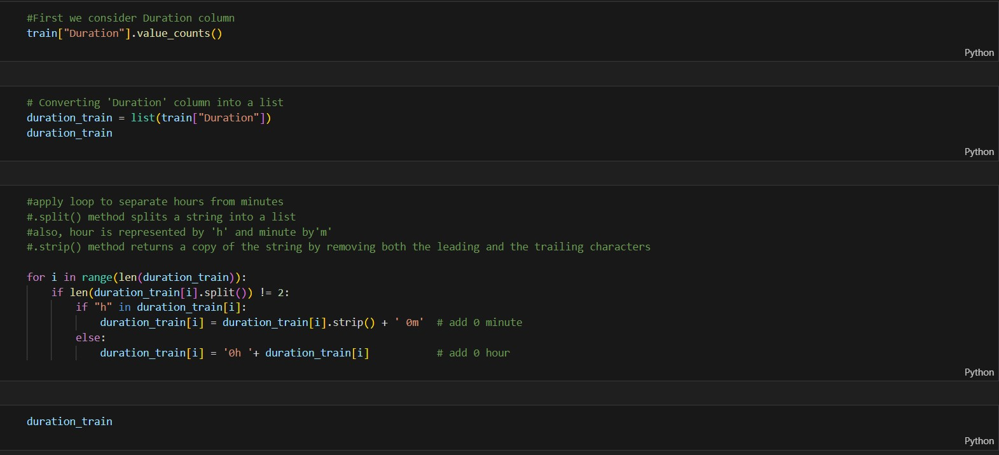 #First we consider Duration column
train["Duration"].value_counts()
Python
# Converting 'Duration' column into a list
duration_train = list(train["Duration"])
duration_train
Python
#apply loop to separate hours from minutes
#.split() method splits a string into a list
#also, hour is represented by 'h' and minute by'm'
#.strip() method returns a copy of the string by removing both the leading and the trailing characters
for i in range(len(duration_train)):
    if len(duration_train[i].split()) != 2:
        if "h" in duration_train[i]:
            duration_train[i] = duration_train[i].strip() + ' 0m'  # add 0 minute
        else:
            duration_train[i] = '0h '+ duration_train[i]           # add 0 hour
Python
duration_train
Python